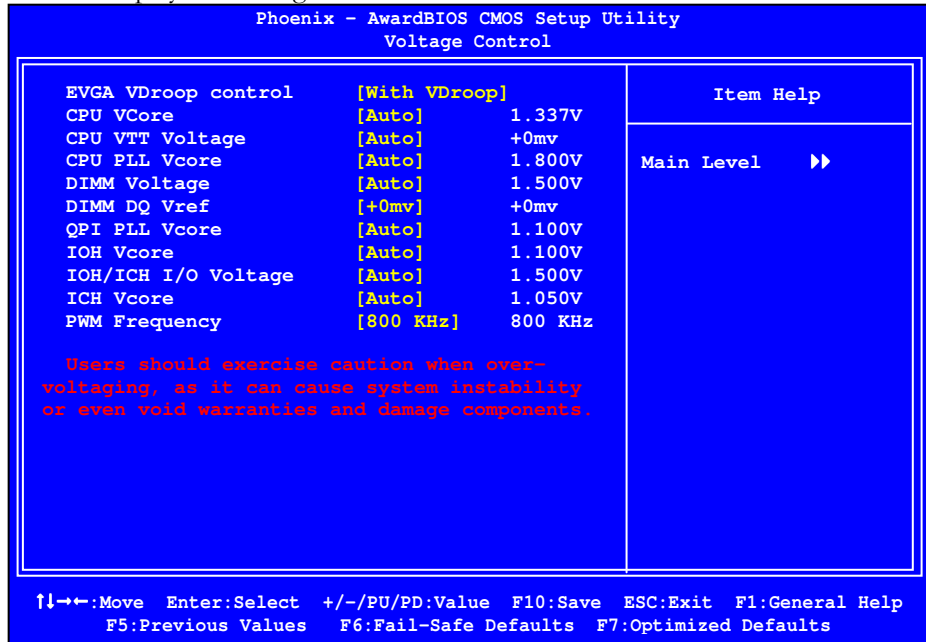 Phoenix - AwardBIOS CMOS Setup Utility
Voltage Control
EVGA VDroop control [With VDroop]
CPU VCore [Auto] 1.337V
CPU VTT Voltage [Auto] +0mv
CPU PLL Vcore [Auto] 1.800V
DIMM Voltage [Auto] 1.500V
DIMM DQ Vref [+0mv] +0mv
QPI PLL Vcore [Auto] 1.100V
IOH Vcore [Auto] 1.100V
IOH/ICH I/O Voltage [Auto] 1.500V
ICH Vcore [Auto] 1.050V
PWM Frequency [800 KHz] 800 KHz
Users should exercise caution when over-
voltaging, as it can cause system instability
or even void warranties and damage components.
Item Help
Main Level ▶▶
↑↓→←:Move Enter:Select +/-/PU/PD:Value F10:Save ESC:Exit F1:General Help
F5:Previous Values F6:Fail-Safe Defaults F7:Optimized Defaults